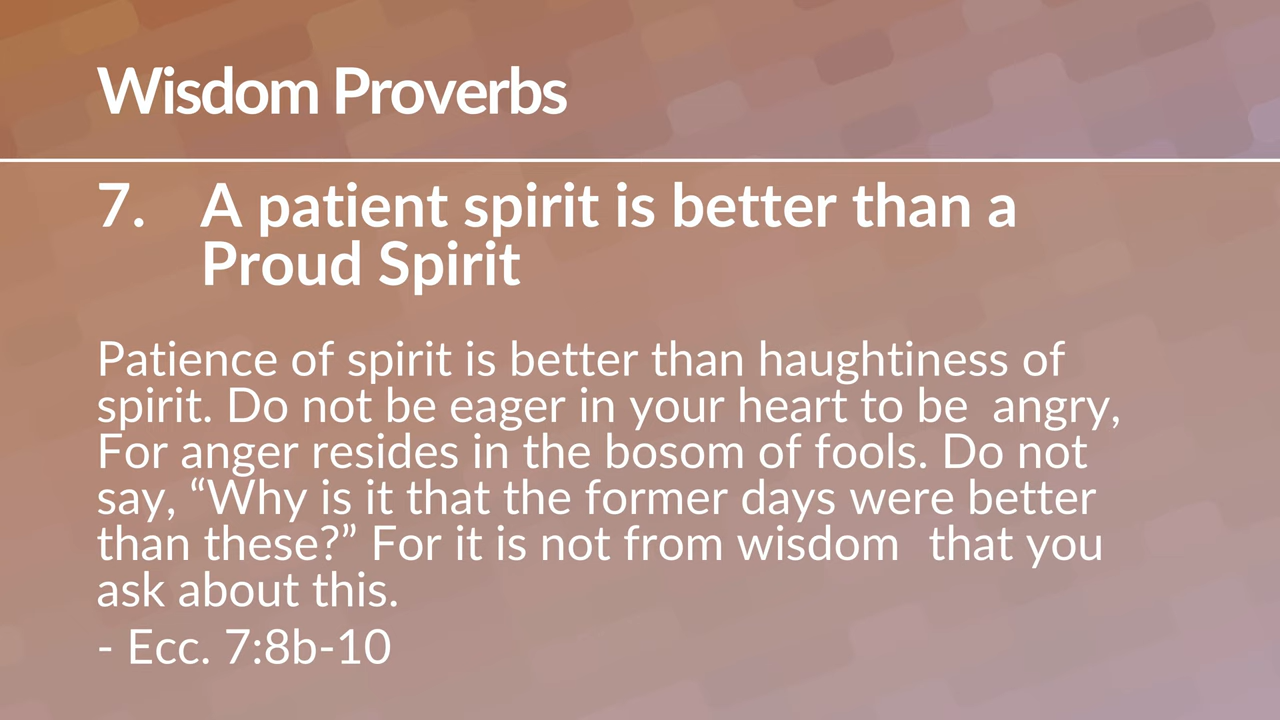 Wisdom Proverbs
7. A patient spirit is better than a
Proud Spirit
Patience of spirit is better than haughtiness of
spirit. Do not be eager in your heart to be  angry,
For anger resides in the bosom of fools. Do not
say, “Why is it that the former days were better
than these?” For it is not from wisdom  that you
ask about this.
- Ecc. 7:8b-10